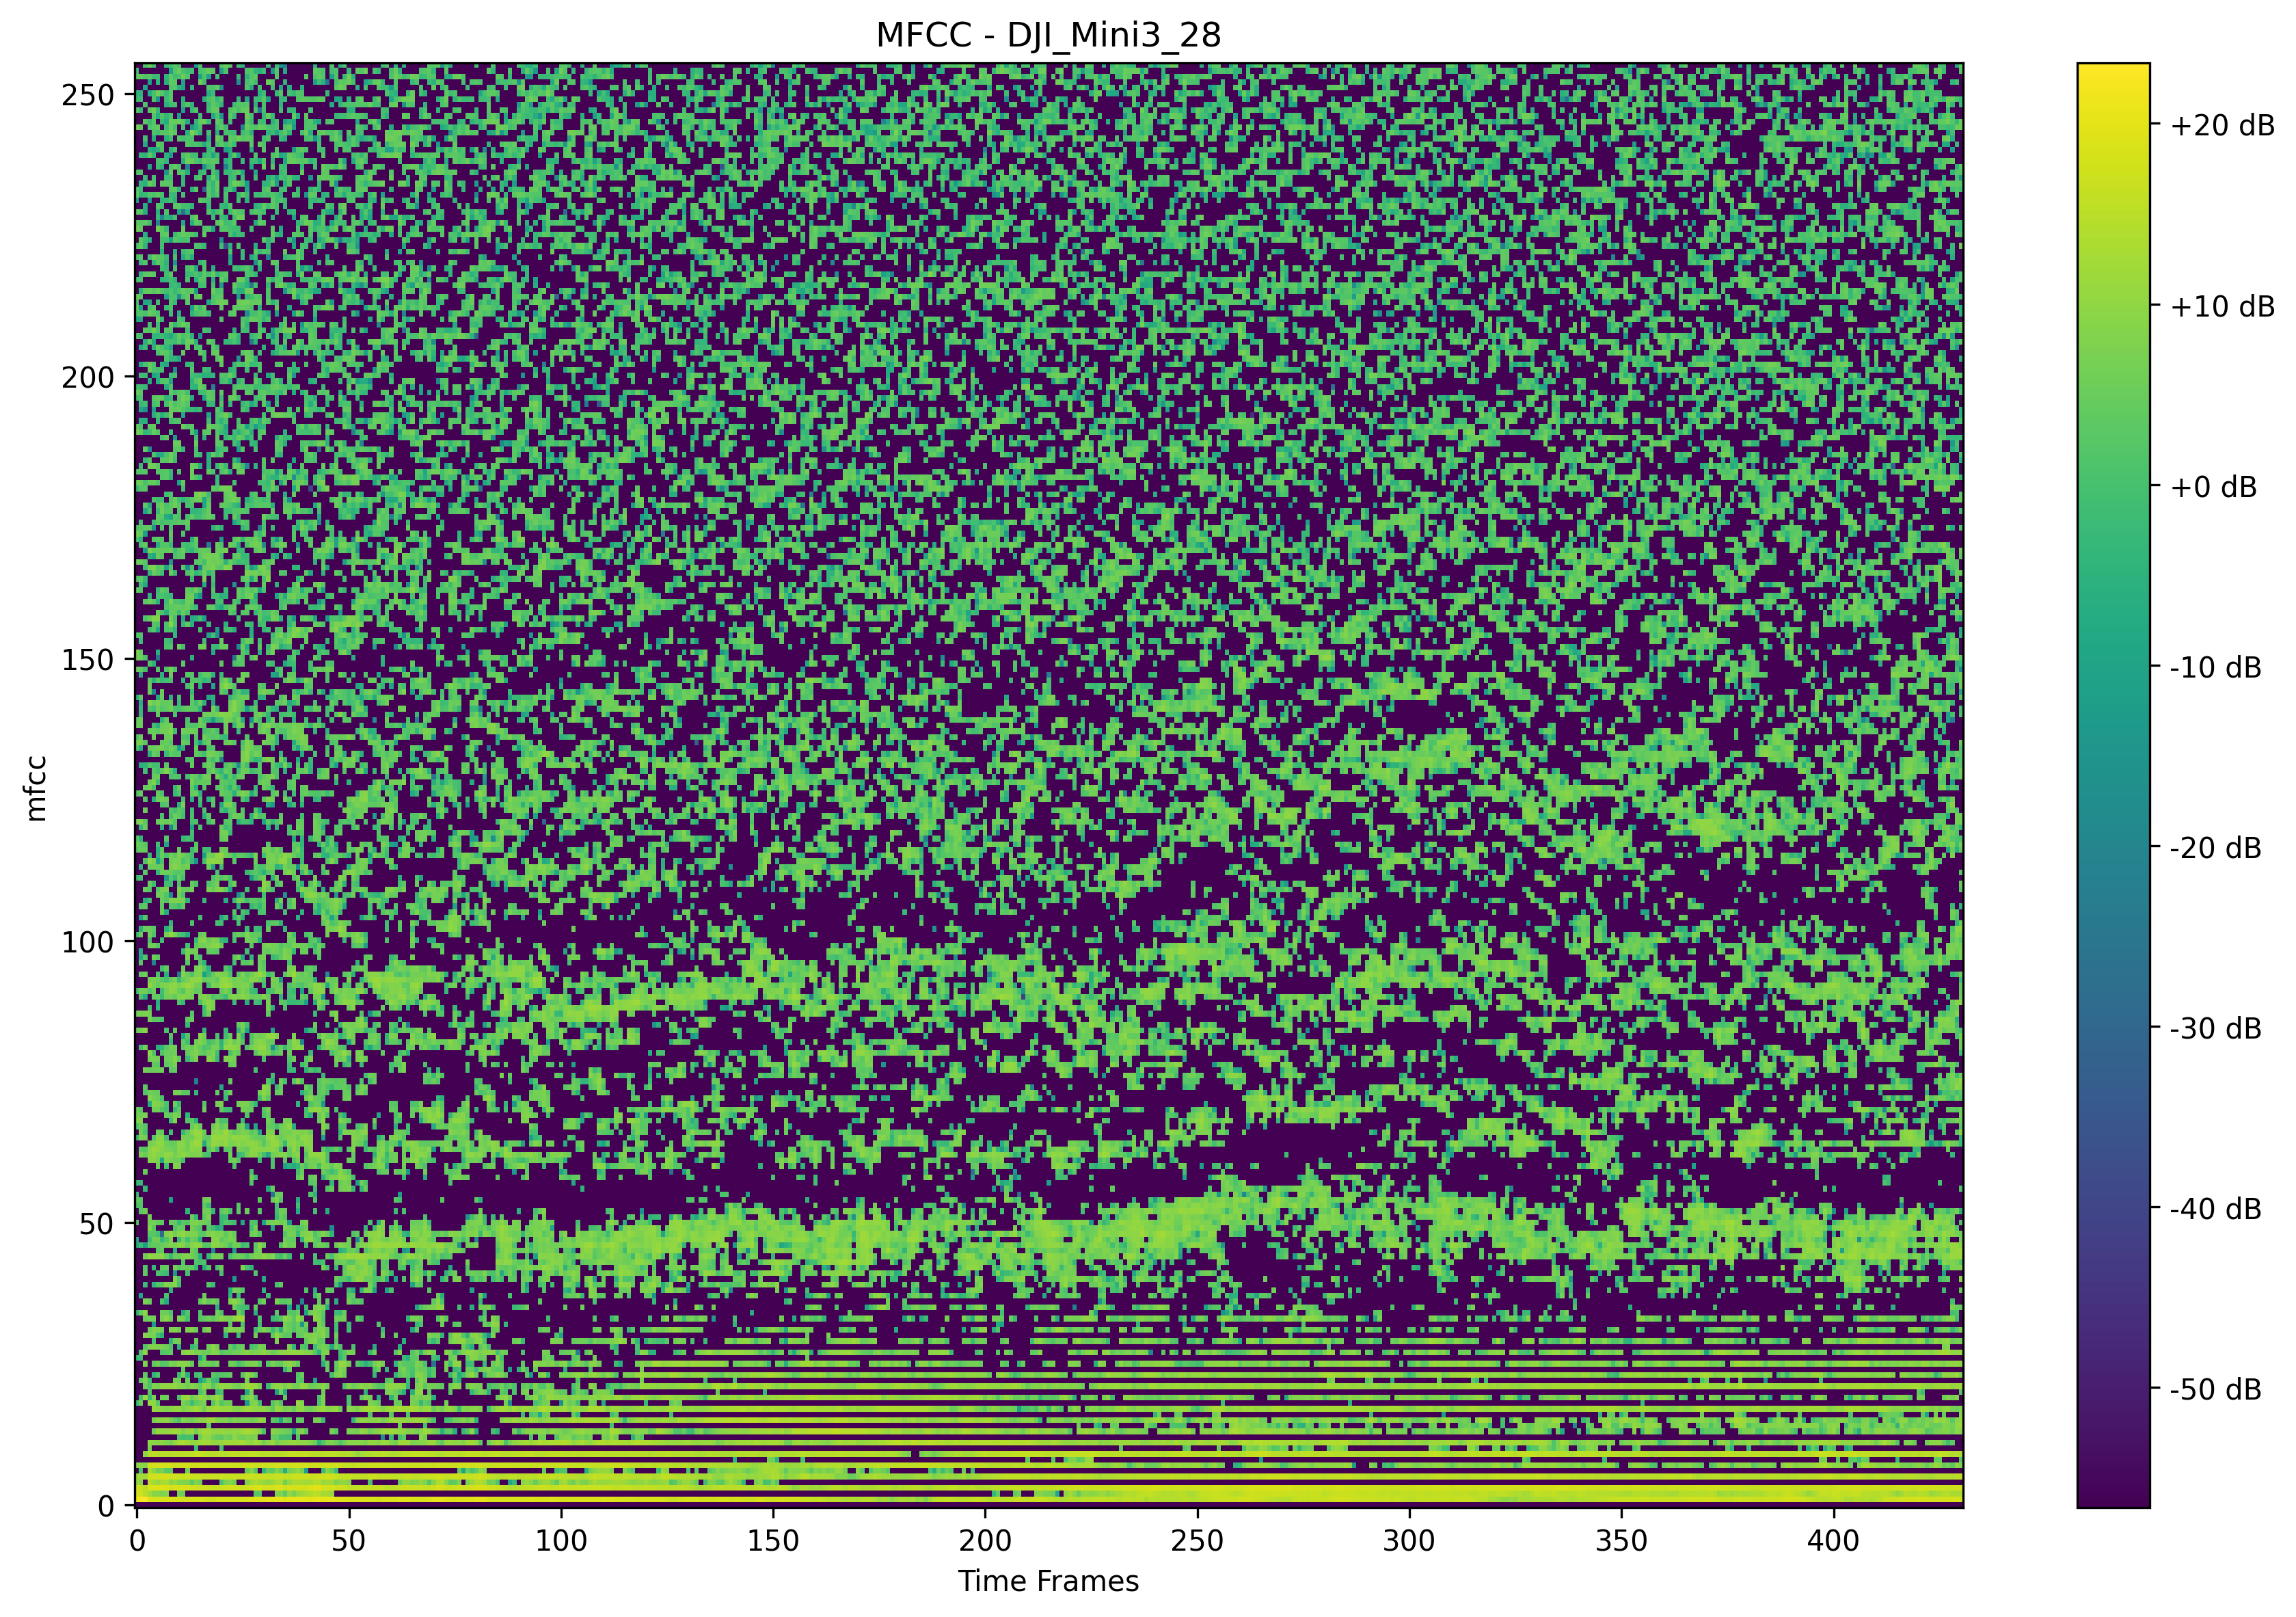 MFCC - DJI_Mini3_28
250
200
150
100
50
0
mfcc
0 50 100 150 200 250 300 350 400
Time Frames
+20 dB
+10 dB
+0 dB
-10 dB
-20 dB
-30 dB
-40 dB
-50 dB